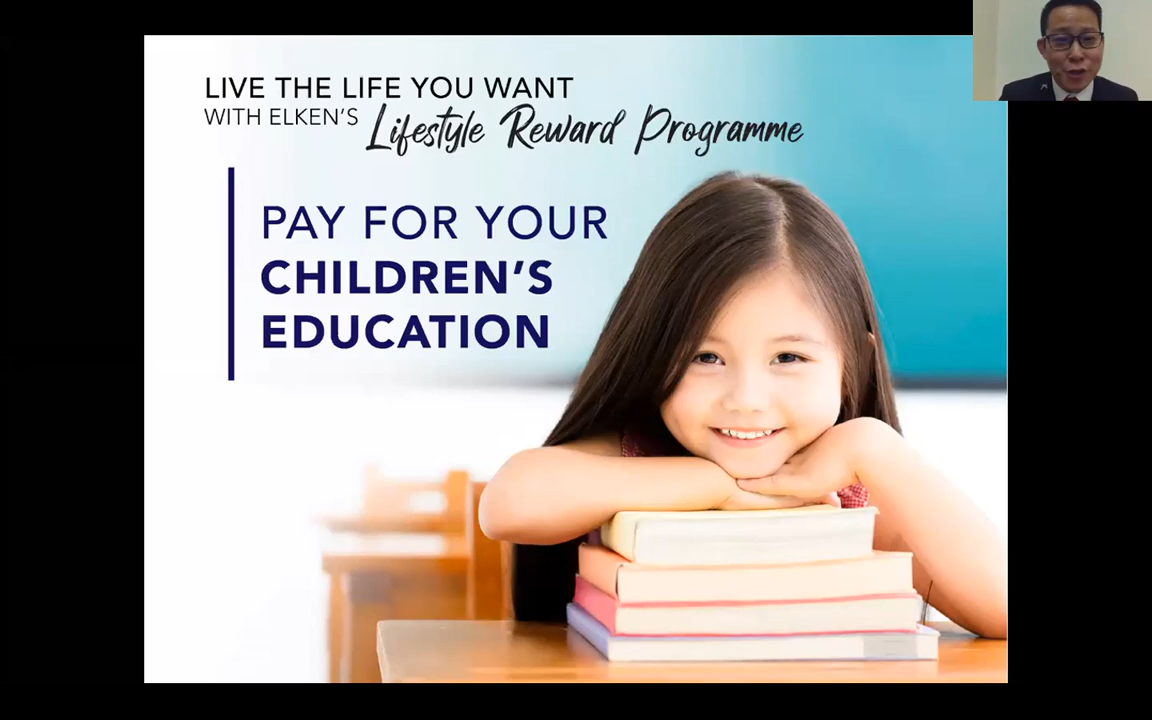 LIVE THE LIFE YOU WANT
WITH ELKEN'S Lifestyle Reward Programme
PAY FOR YOUR
CHILDREN'S
EDUCATION